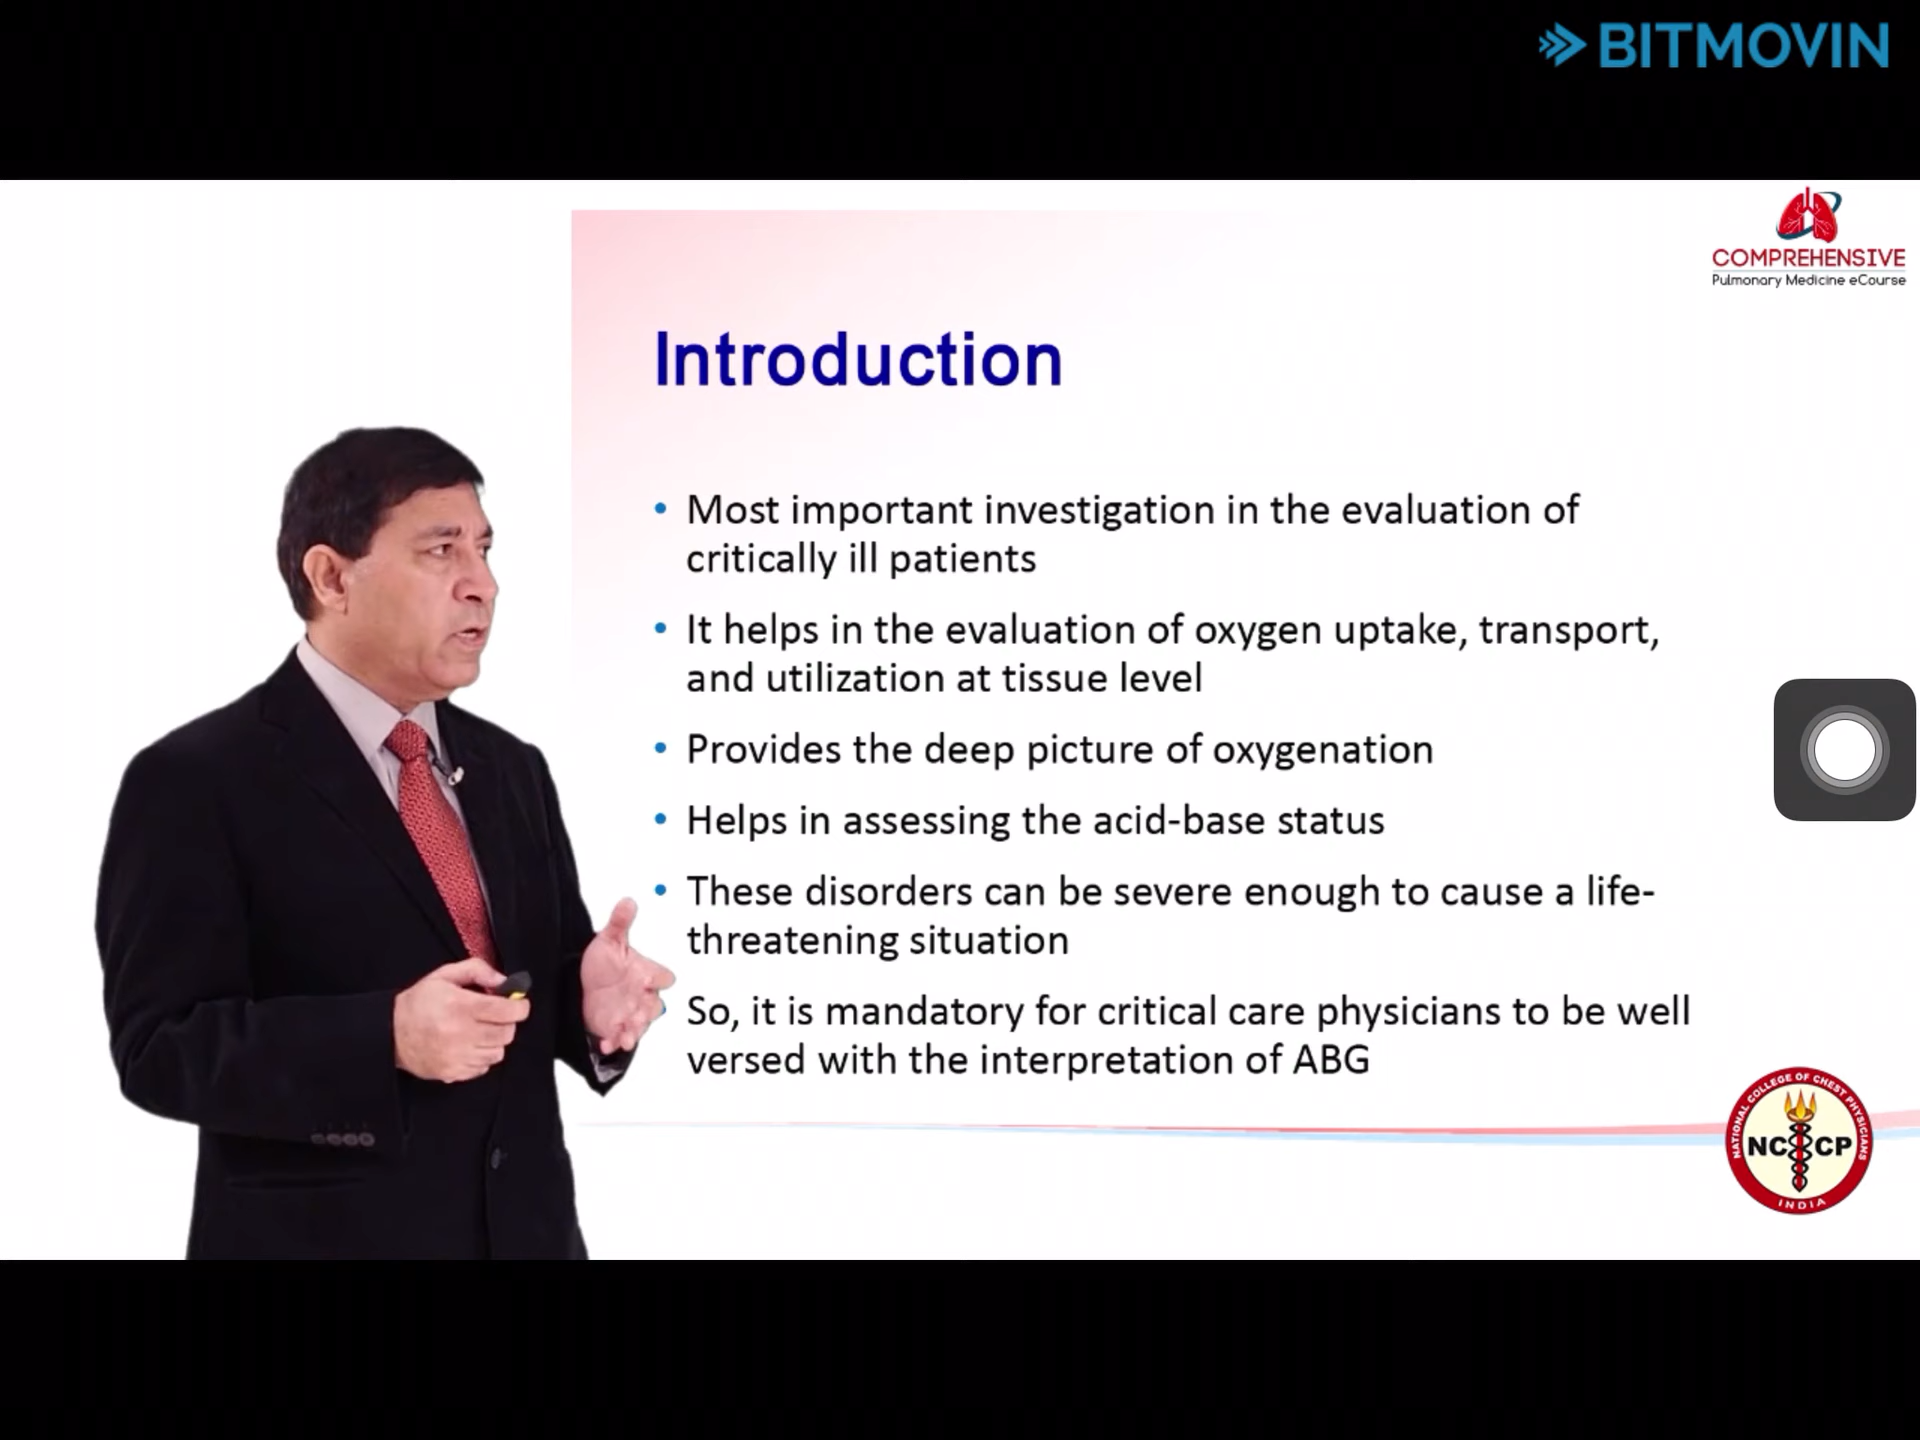 BITMOVIN
COMPREHENSIVE
Pulmonary Medicine eCourse
Introduction
• Most important investigation in the evaluation of
critically ill patients
• It helps in the evaluation of oxygen uptake, transport,
and utilization at tissue level
• Provides the deep picture of oxygenation
• Helps in assessing the acid-base status
• These disorders can be severe enough to cause a life-
threatening situation
• So, it is mandatory for critical care physicians to be well
versed with the interpretation of ABG
NATIONAL COLLEGE OF CHEST PHYSICIANS
NCCP
INDIA